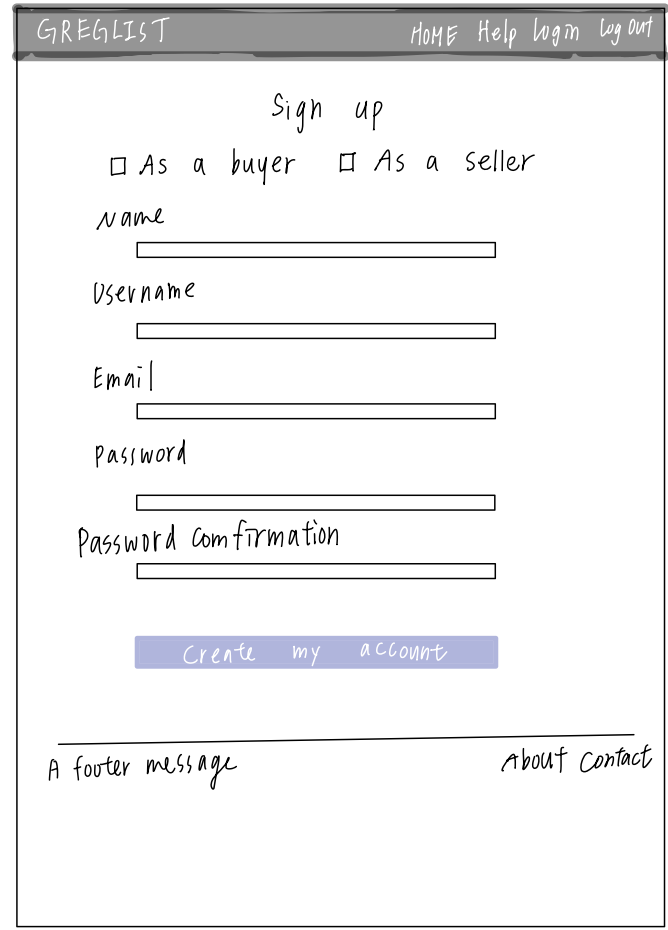 GREGLIST HOME Help Login Log Out
Sign up
As a buyer As a seller
Name
Username
Email
Password
Password comfirmation
Create my account
A footer message About Contact